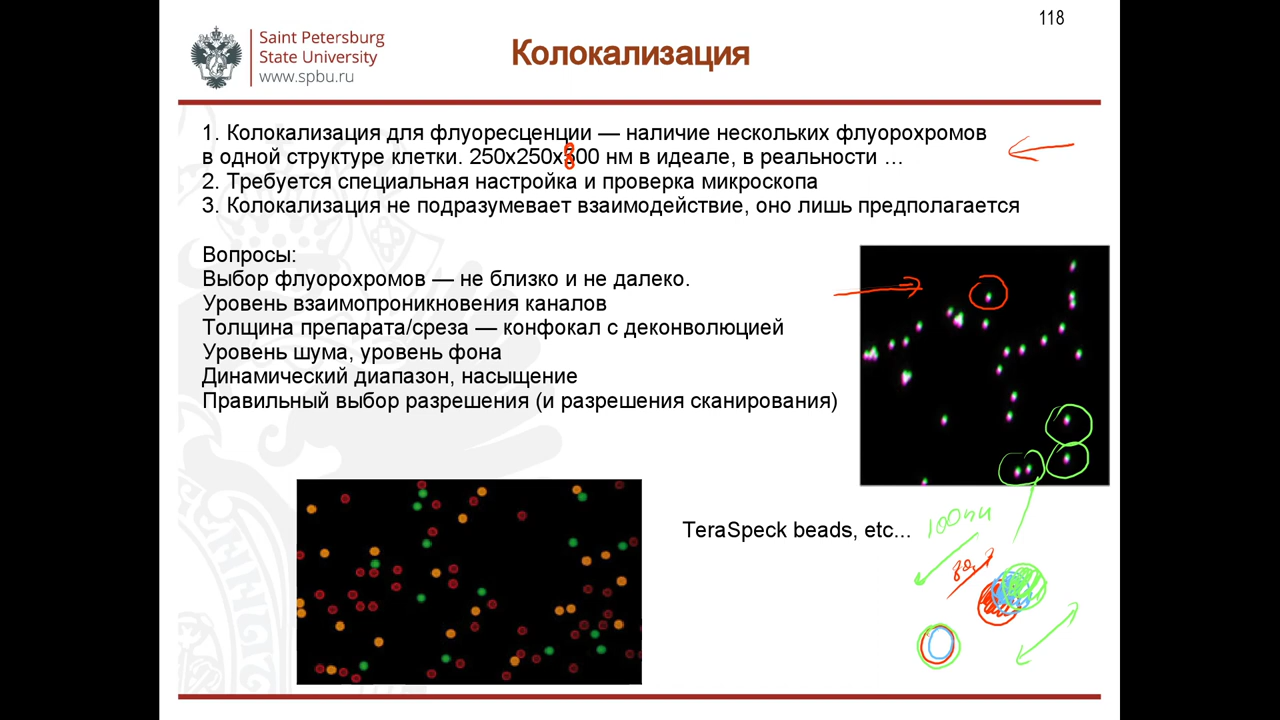 118
Saint Petersburg
State University
www.spbu.ru
Колокализация
1. Колокализация для флуоресценции — наличие нескольких флуорохромов
в одной структуре клетки. 250x250x800 нм в идеале, в реальности ...
2. Требуется специальная настройка и проверка микроскопа
3. Колокализация не подразумевает взаимодействие, оно лишь предполагается
Вопросы:
Выбор флуорохромов — не близко и не далеко.
Уровень взаимопроникновения каналов
Толщина препарата/среза — конфокал с деконволюцией
Уровень шума, уровень фона
Динамический диапазон, насыщение
Правильный выбор разрешения (и разрешения сканирования)
TeraSpeck beads, etc...
100nm